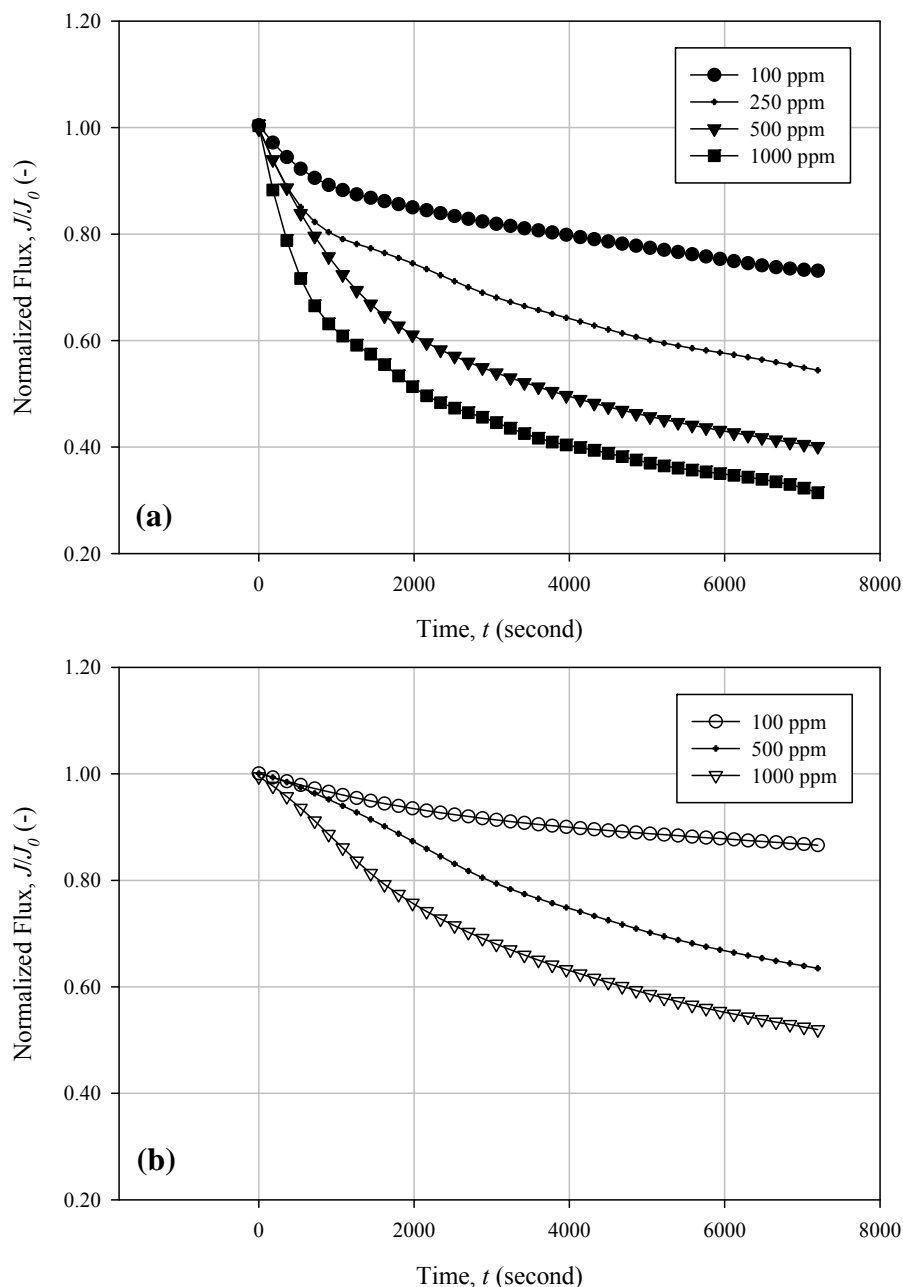 1.20
1.00
0.80
0.60
0.40
0.20
Normalized Flux, J/J0 (-)
100 ppm
250 ppm
500 ppm
1000 ppm
(a)
0 2000 4000 6000 8000
Time, t (second)
1.20
1.00
0.80
0.60
0.40
0.20
Normalized Flux, J/J0 (-)
100 ppm
500 ppm
1000 ppm
(b)
0 2000 4000 6000 8000
Time, t (second)